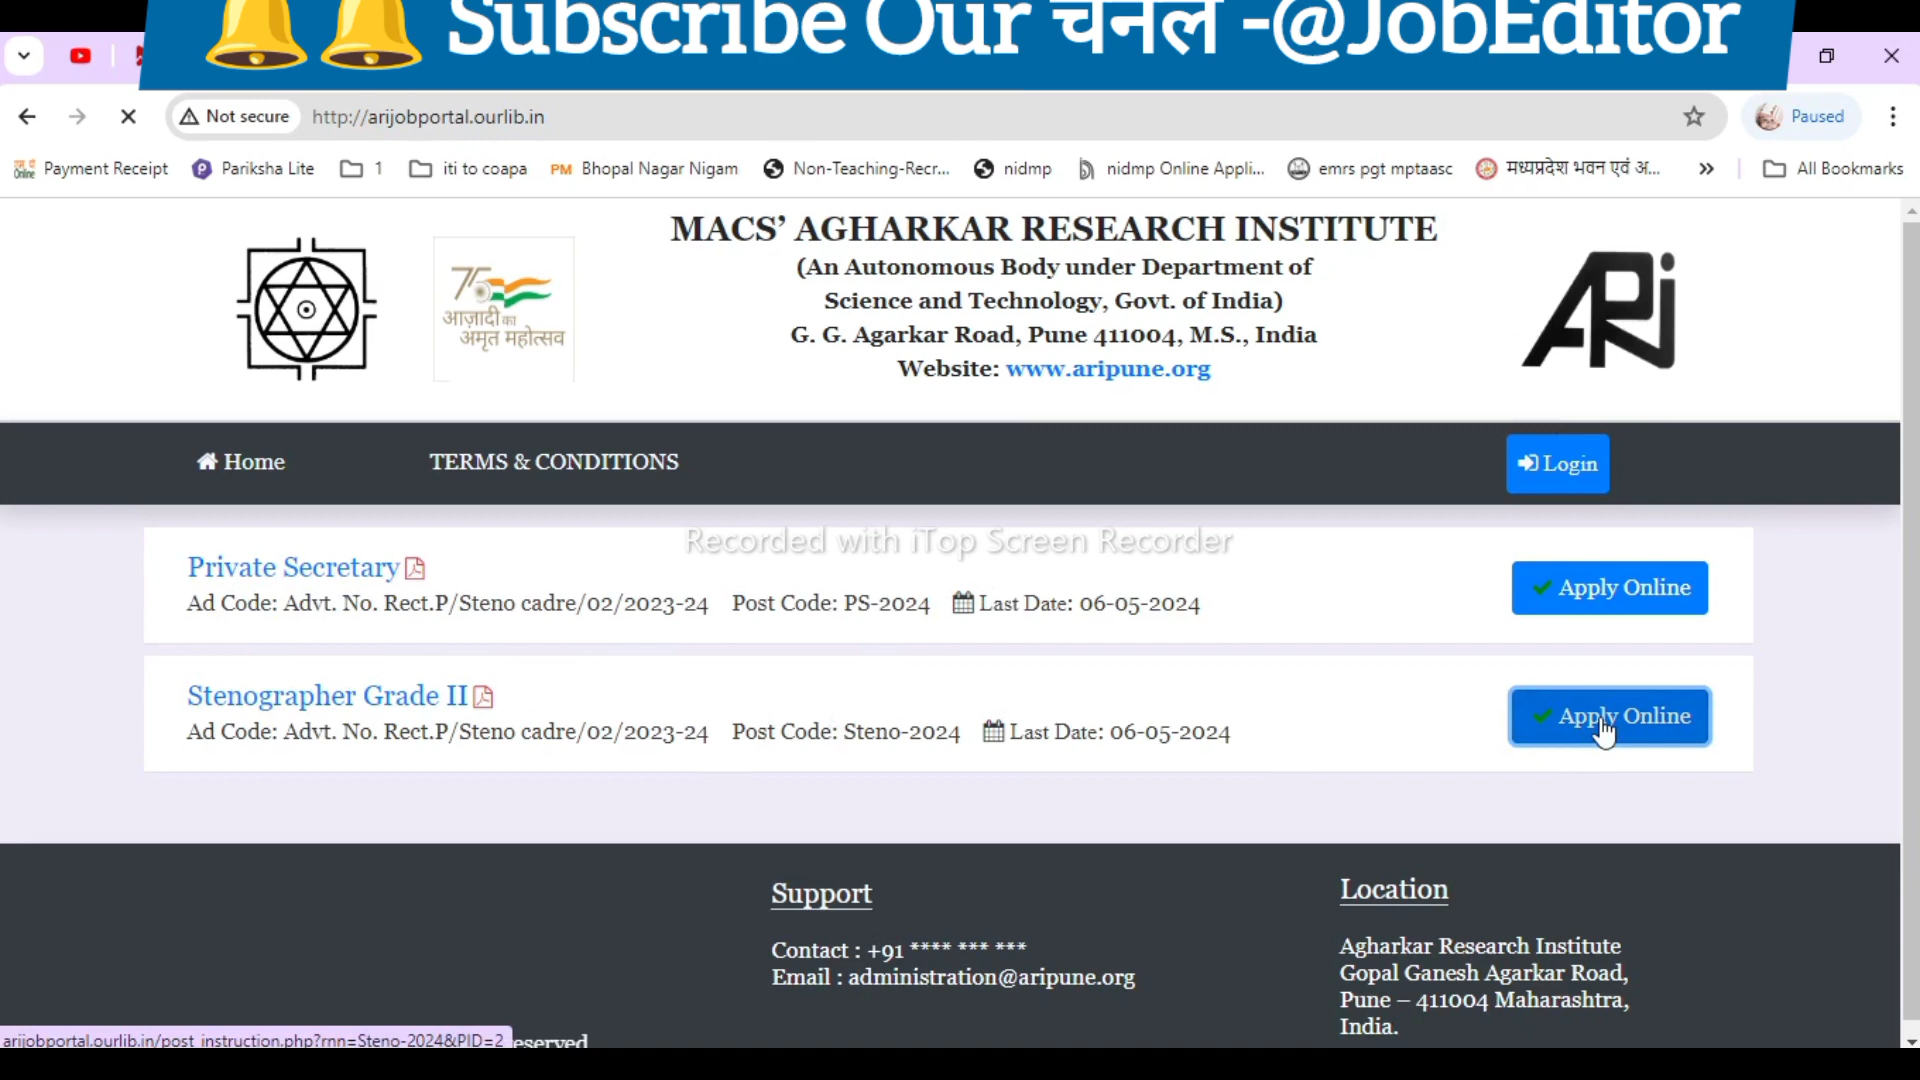 Subscribe Our चनल -@JobEditor
Not secure http://arijobportal.ourlib.in Paused
Payment Receipt Pariksha Lite 1 iti to coapa PM Bhopal Nagar Nigam Non-Teaching-Recr... nidmp nidmp Online Appli... emrs pgt mptaasc मध्यप्रदेश भवन एवं अ... » All Bookmarks
MACS’ AGHARKAR RESEARCH INSTITUTE
(An Autonomous Body under Department of
Science and Technology, Govt. of India)
G. G. Agarkar Road, Pune 411004, M.S., India
Website: www.aripune.org
75
आज़ादी का
अमृत महोत्सव
ARi
Home TERMS & CONDITIONS Login
Recorded with iTop Screen Recorder
Private Secretary
Ad Code: Advt. No. Rect.P/Steno cadre/02/2023-24 Post Code: PS-2024 Last Date: 06-05-2024
Apply Online
Stenographer Grade II
Ad Code: Advt. No. Rect.P/Steno cadre/02/2023-24 Post Code: Steno-2024 Last Date: 06-05-2024
Apply Online
Support
Contact : +91 **** *** ***
Email : administration@aripune.org
Location
Agharkar Research Institute
Gopal Ganesh Agarkar Road,
Pune – 411004 Maharashtra,
India.
arijobportal.ourlib.in/post_instruction.php?rnn=Steno-2024&PID=2 eserved